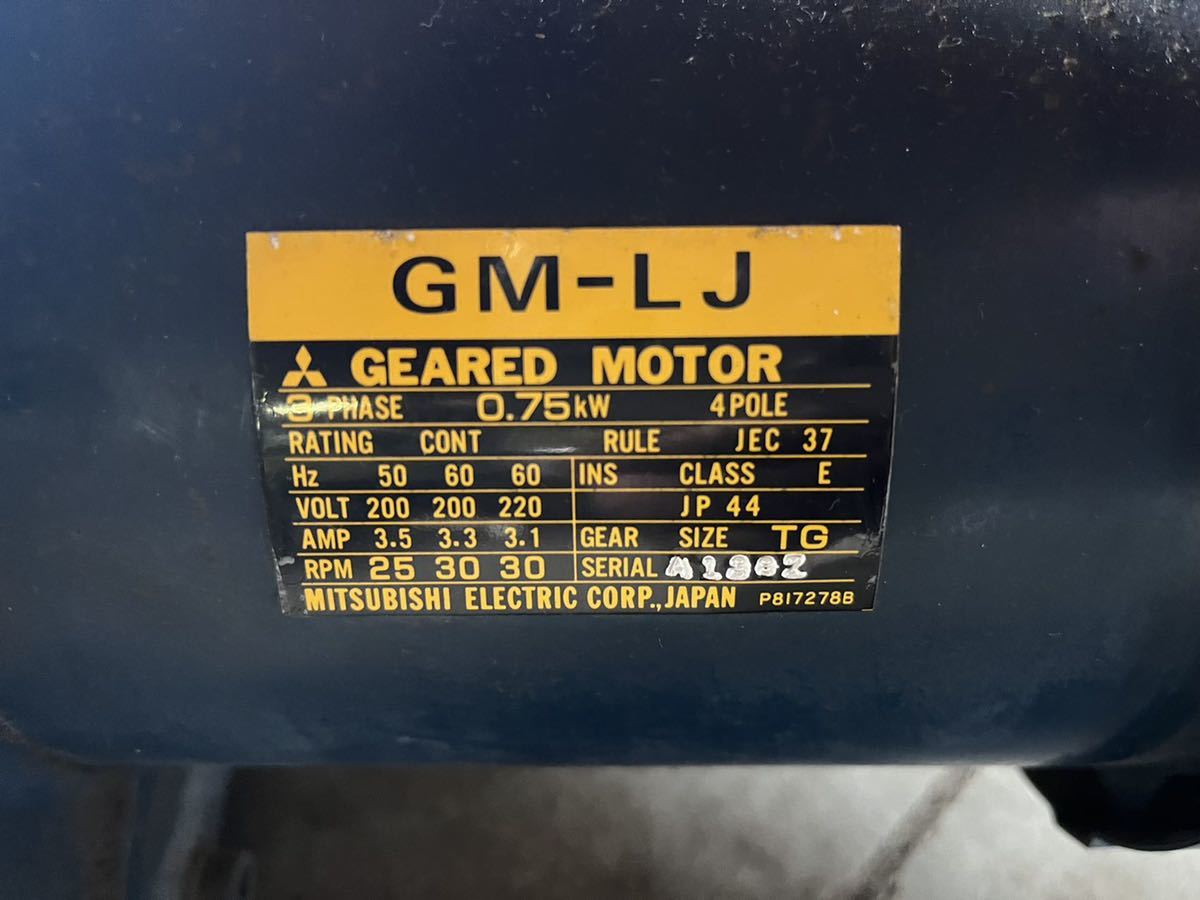 GM-LJ
GEARED MOTOR
3 PHASE 0.75kW 4 POLE
RATING CONT RULE JEC 37
Hz 50 60 60 INS CLASS E
VOLT 200 200 220 JP 44
AMP 3.5 3.3 3.1 GEAR SIZE TG
RPM 25 30 30 SERIAL
MITSUBISHI ELECTRIC CORP., JAPAN P817278B